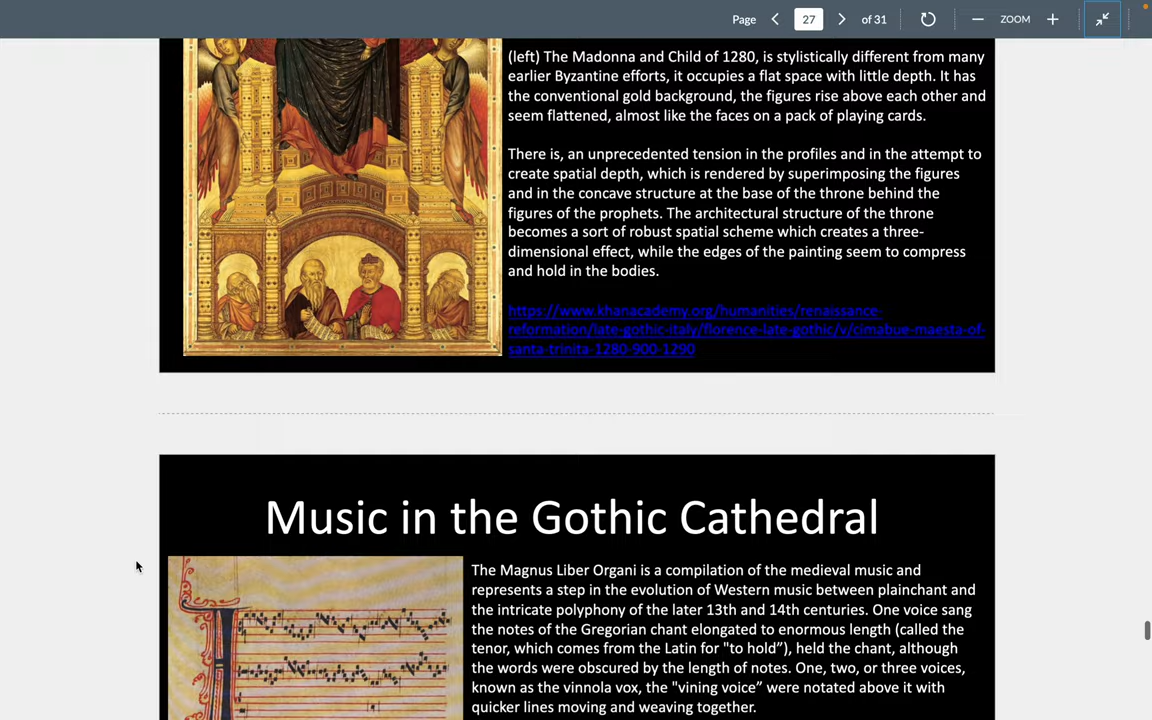 Page 27 of 31 ZOOM
(left) The Madonna and Child of 1280, is stylistically different from many
earlier Byzantine efforts, it occupies a flat space with little depth. It has
the conventional gold background, the figures rise above each other and
seem flattened, almost like the faces on a pack of playing cards.
There is, an unprecedented tension in the profiles and in the attempt to
create spatial depth, which is rendered by superimposing the figures
and in the concave structure at the base of the throne behind the
figures of the prophets. The architectural structure of the throne
becomes a sort of robust spatial scheme which creates a three-
dimensional effect, while the edges of the painting seem to compress
and hold in the bodies.
https://www.khanacademy.org/humanities/renaissance-
reformation/late-gothic-italy/florence-late-gothic/v/cimabue-maesta-of-
santa-trinita-1280-900-1290
Music in the Gothic Cathedral
The Magnus Liber Organi is a compilation of the medieval music and
represents a step in the evolution of Western music between plainchant and
the intricate polyphony of the later 13th and 14th centuries. One voice sang
the notes of the Gregorian chant elongated to enormous length (called the
tenor, which comes from the Latin for "to hold”), held the chant, although
the words were obscured by the length of notes. One, two, or three voices,
known as the vinnola vox, the "vining voice” were notated above it with
quicker lines moving and weaving together.